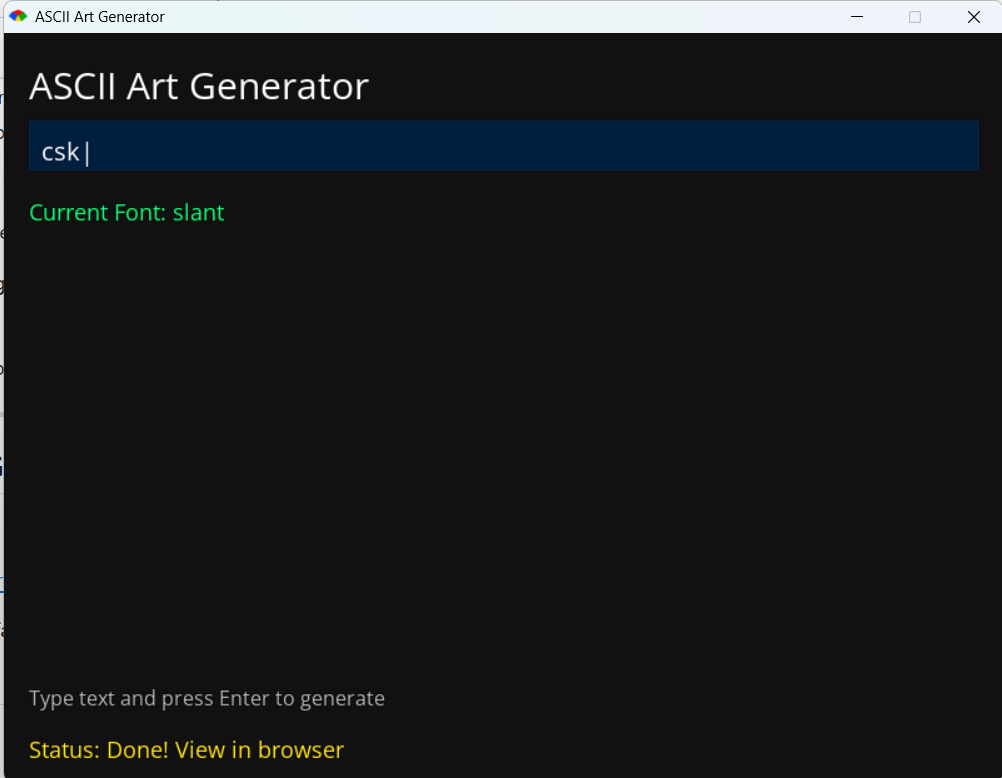 ASCII Art Generator
ASCII Art Generator
csk|
Current Font: slant
Type text and press Enter to generate
Status: Done! View in browser